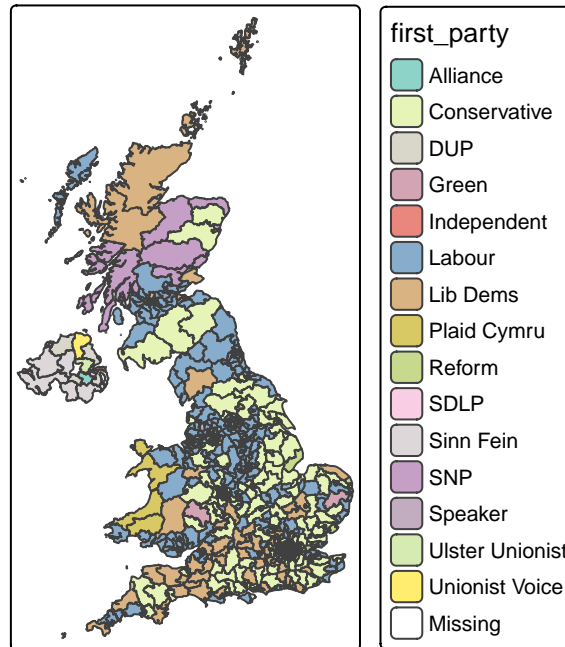 first_party
Alliance
Conservative
DUP
Green
Independent
Labour
Lib Dems
Plaid Cymru
Reform
SDLP
Sinn Fein
SNP
Speaker
Ulster Unionist
Unionist Voice
Missing